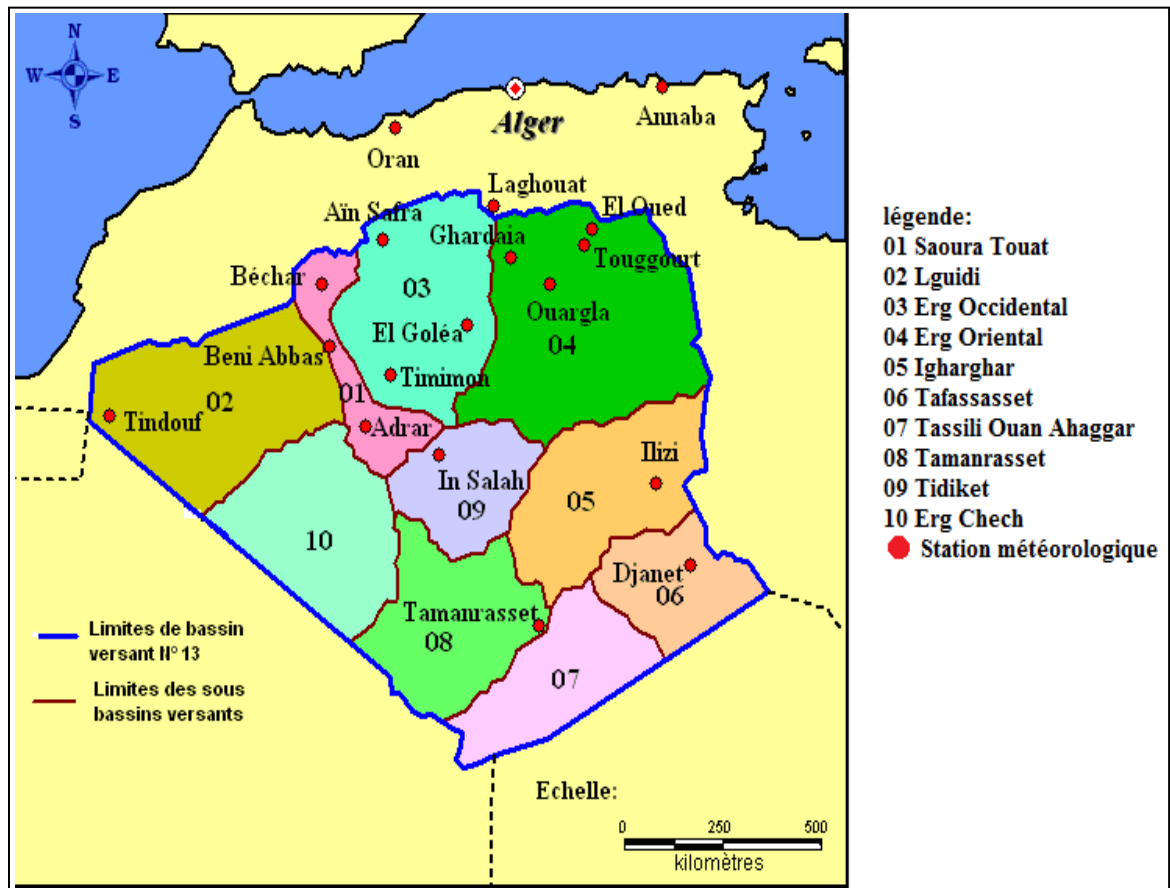 N
W
E
S
Alger
Annaba
Oran
Laghouat
El Oued
Aïn Safra
Ghardaia
Touggourt
Béchar
03
Ouargla
El Goléa
04
Beni Abbas
Timimon
01
02
Tindouf
Adrar
Ilizi
In Salah
05
09
10
Djanet
06
Tamanrasset
08
07
Limites de bassin
versant N° 13
Limites des sous
bassins versants
Echelle:
0 250 500
kilomètres
légende:
01 Saoura Touat
02 Lguidi
03 Erg Occidental
04 Erg Oriental
05 Igharghar
06 Tafassasset
07 Tassili Ouan Ahaggar
08 Tamanrasset
09 Tidiket
10 Erg Chech
Station météorologique